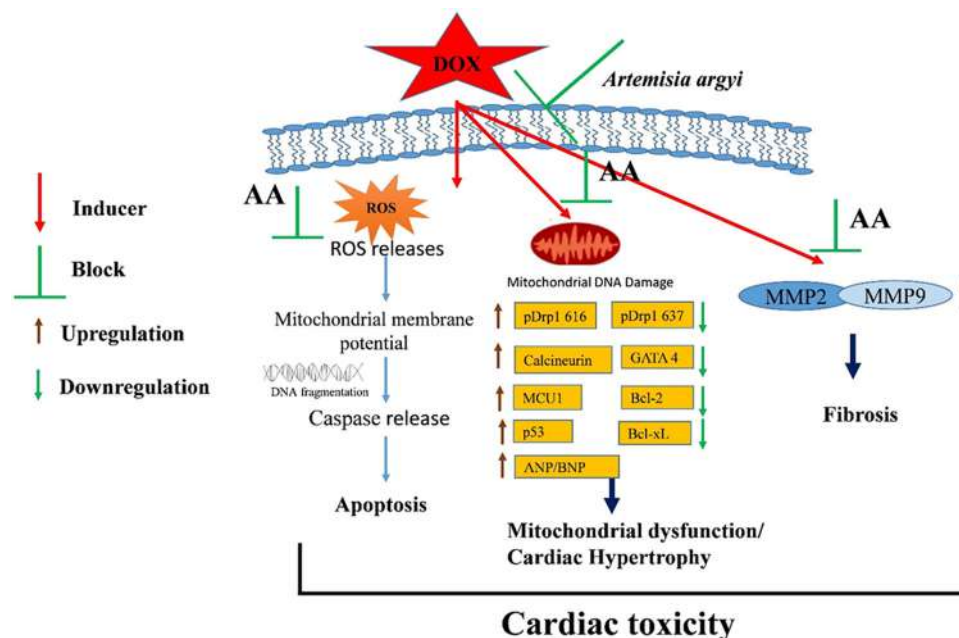 DOX
Artemisia argyi
AA
AA
AA
ROS
ROS releases
Mitochondrial membrane
potential
DNA fragmentation
Caspase release
Apoptosis
Mitochondrial DNA Damage
pDrp1 616
pDrp1 637
Calcineurin
GATA 4
MCU1
Bcl-2
p53
Bcl-xL
ANP/BNP
Mitochondrial dysfunction/
Cardiac Hypertrophy
MMP2
MMP9
Fibrosis
Inducer
Block
Upregulation
Downregulation
Cardiac toxicity